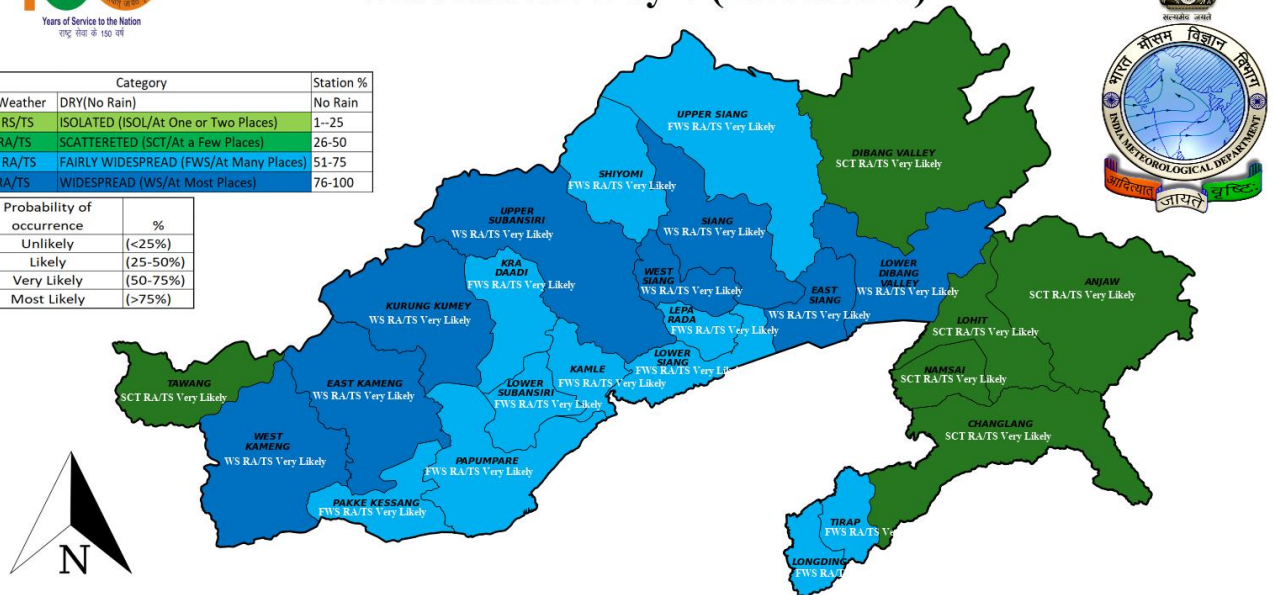 Years of Service to the Nation
राष्ट्र सेवा के 150 वर्ष
सत्यमेव जयते
भारत मौसम विज्ञान विभाग
INDIA METEOROLOGICAL DEPARTMENT
आदित्यात् जायते वृष्टिः
Category Station %
Weather DRY(No Rain) No Rain
RS/TS ISOLATED (ISOL/At One or Two Places) 1--25
RA/TS SCATTERETED (SCT/At a Few Places) 26-50
RA/TS FAIRLY WIDESPREAD (FWS/At Many Places) 51-75
RA/TS WIDESPREAD (WS/At Most Places) 76-100
Probability of
occurrence %
Unlikely (<25%)
Likely (25-50%)
Very Likely (50-75%)
Most Likely (>75%)
UPPER SIANG
FWS RA/TS Very Likely
DIBANG VALLEY
SCT RA/TS Very Likely
SHIYOMI
FWS RA/TS Very Likely
UPPER
SUBANSIRI
WS RA/TS Very Likely
SIANG
WS RA/TS Very Likely
KRA
DAADI
FWS RA/TS Very Likely
WEST
SIANG
WS RA/TS Very Likely
EAST
SIANG
WS RA/TS Very Likely
LOWER
DIBANG
VALLEY
WS RA/TS Very Likely
ANJAW
SCT RA/TS Very Likely
KURUNG KUMEY
WS RA/TS Very Likely
LEPA
RADA
FWS RA/TS Very Likely
LOHIT
SCT RA/TS Very Likely
LOWER
SIANG
FWS RA/TS Very
KAMLE
FWS RA/TS Very Likely
NAMSAI
SCT RA/TS Very Likely
TAWANG
SCT RA/TS Very Likely
EAST KAMENG
WS RA/TS Very Likely
LOWER
SUBANSIRI
FWS RA/TS Very Likely
CHANGLANG
SCT RA/TS Very Likely
WEST
KAMENG
WS RA/TS Very Likely
PAPUMPARE
FWS RA/TS Very Likely
PAKKE KESSANG
FWS RA/TS Very Likely
TIRAP
FWS RA/TS
LONGDING
FWS
N